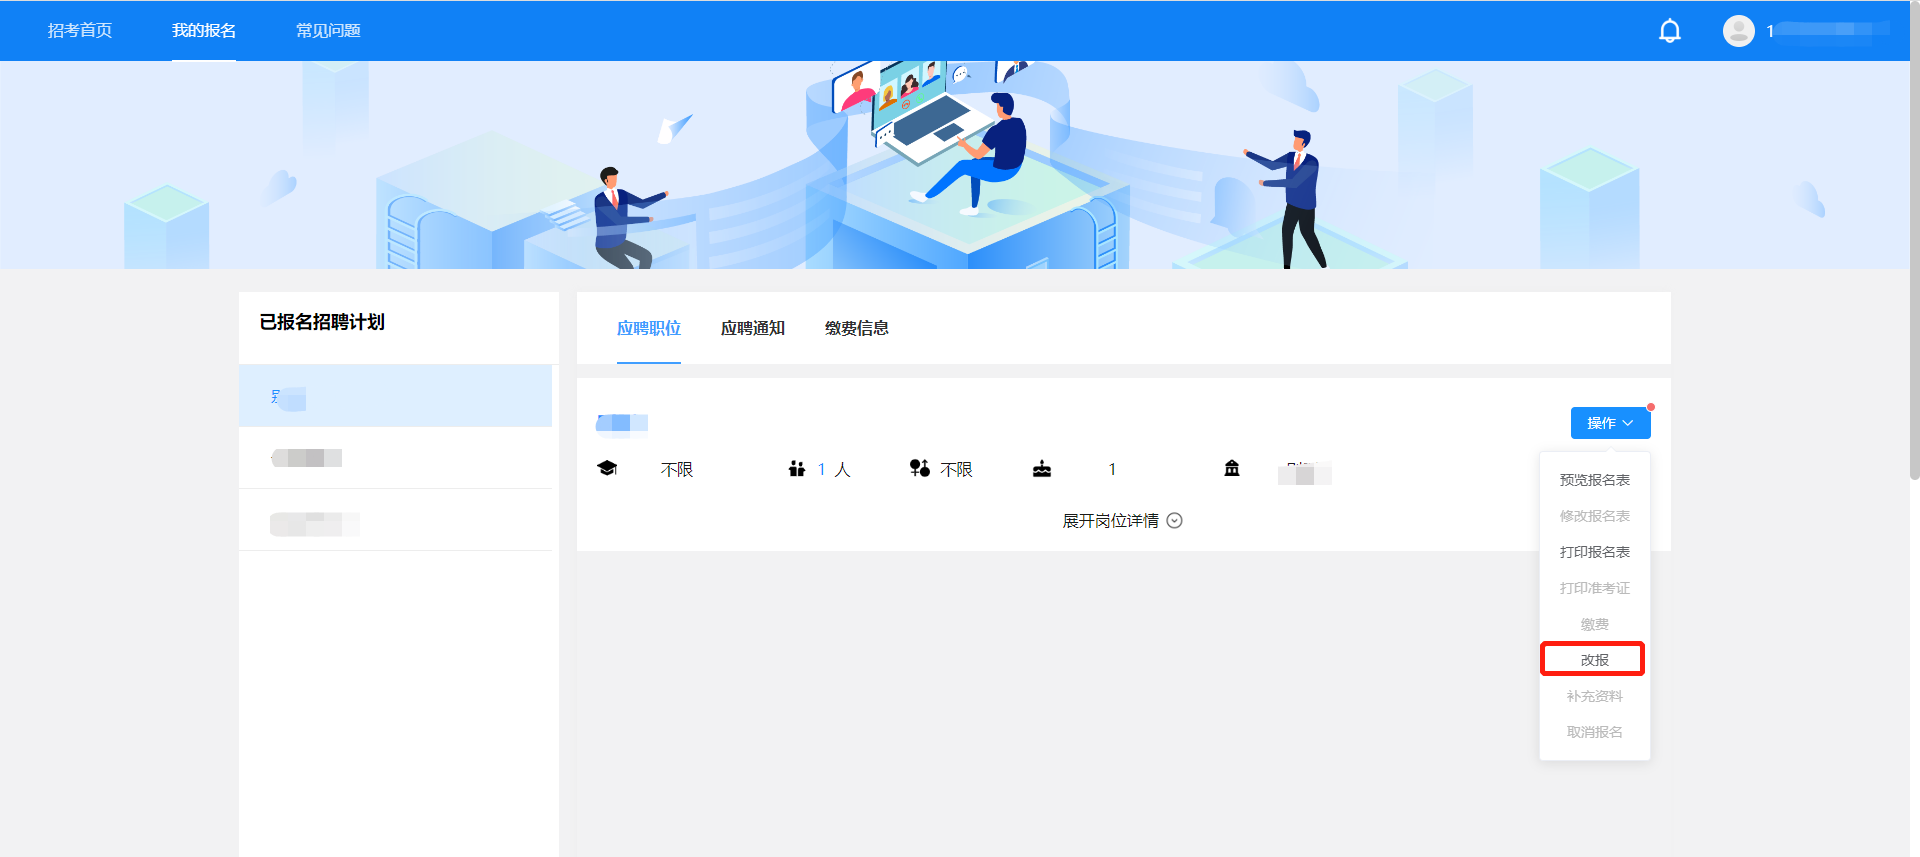 招考首页 我的报名 常见问题 1
已报名招聘计划
应聘职位 应聘通知 缴费信息
操作
不限 1 人 不限 1
展开岗位详情
预览报名表
修改报名表
打印报名表
打印准考证
缴费
改报
补充资料
取消报名